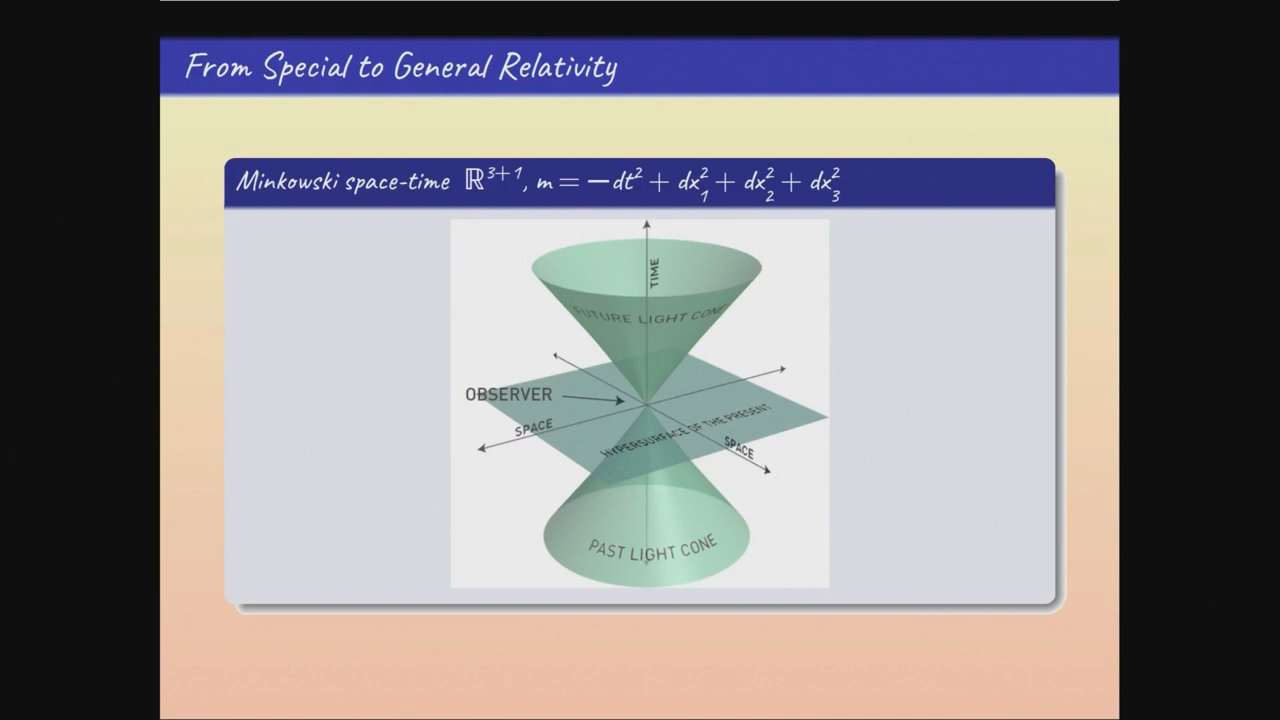 From Special to General Relativity
Minkowski space-time ℝ³⁺¹, m = −dt² + dx₁² + dx₂² + dx₃²
TIME
FUTURE LIGHT CONE
OBSERVER
SPACE
HYPERSURFACE OF THE PRESENT
SPACE
PAST LIGHT CONE